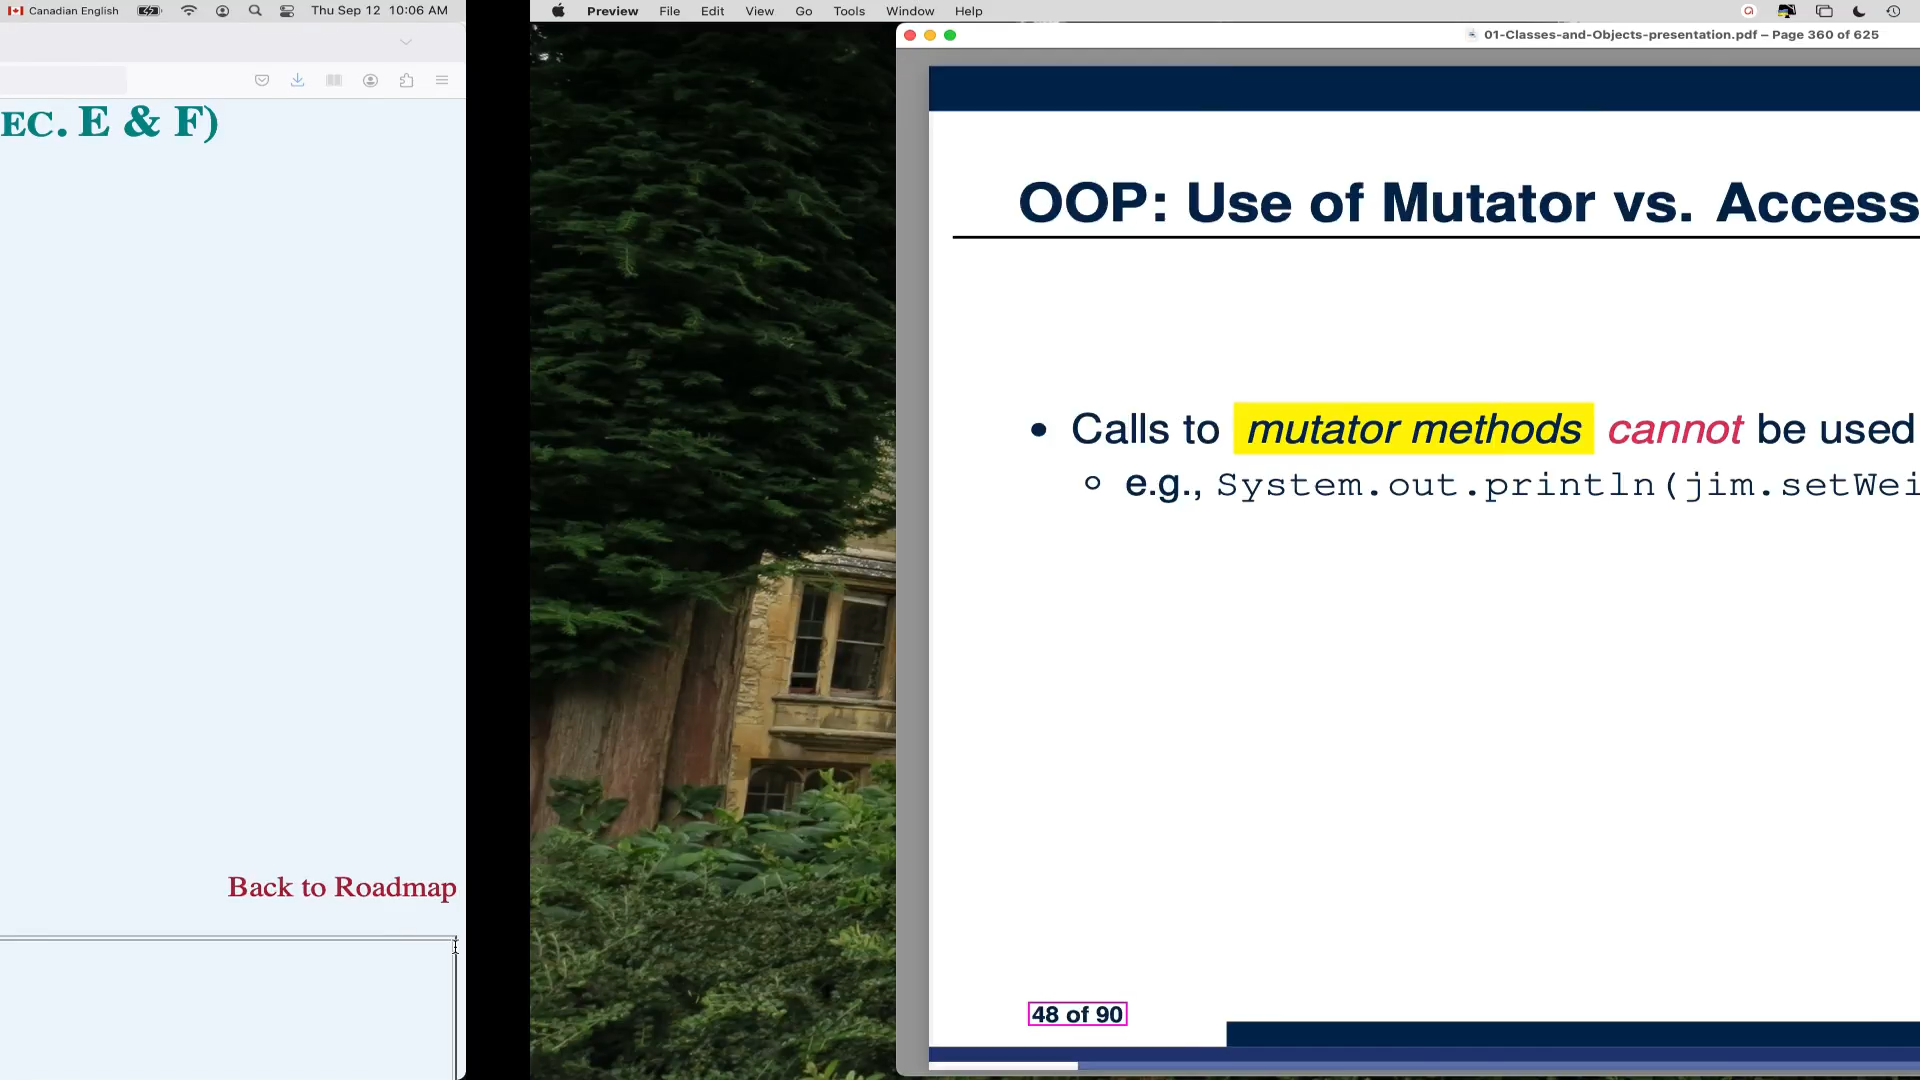 Canadian English Thu Sep 12 10:06 AM
EC. E & F)
Back to Roadmap
Preview File Edit View Go Tools Window Help
01-Classes-and-Objects-presentation.pdf – Page 360 of 625
OOP: Use of Mutator vs. Access
• Calls to mutator methods cannot be used
e.g., System.out.println(jim.setWei
48 of 90